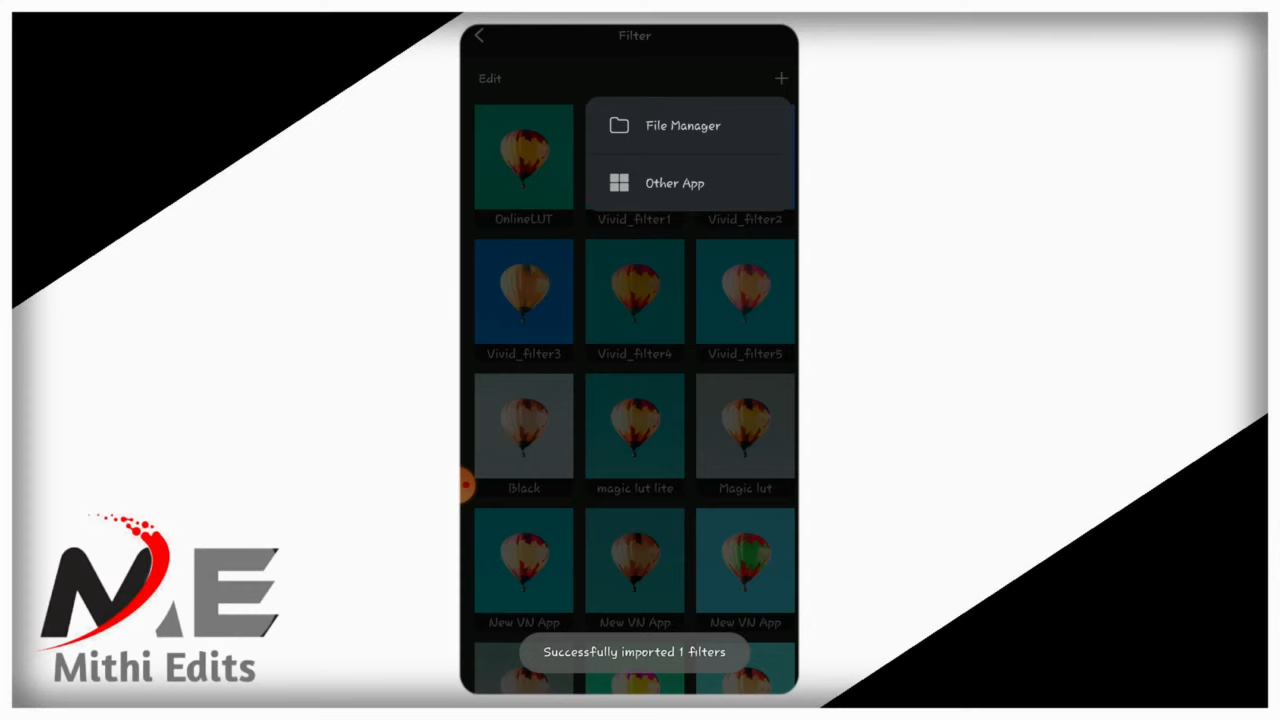 Filter
Edit
File Manager
Other App
OnlineLUT
Vivid_filter1
Vivid_filter2
Vivid_filter3
Vivid_filter4
Vivid_filter5
Black
magic lut lite
Magic lut
New VN App
New VN App
New VN App
Successfully imported 1 filters
ME
Mithi Edits